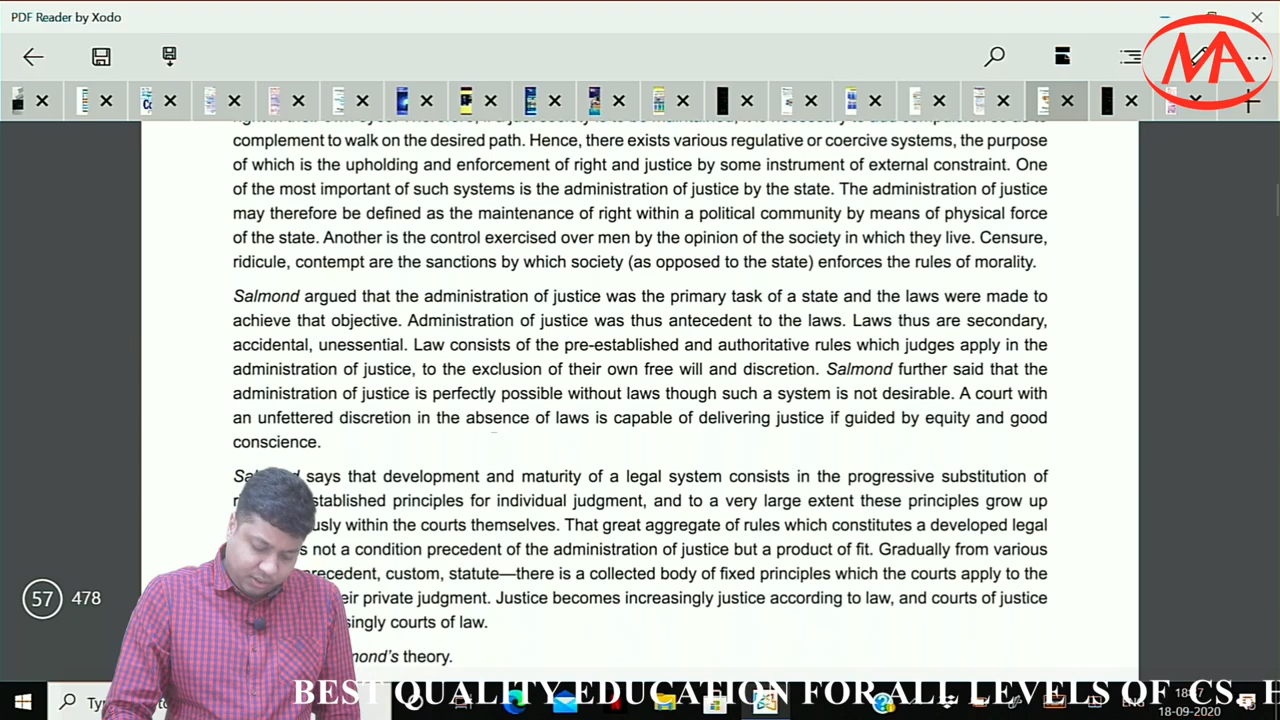 PDF Reader by Xodo
MA
complement to walk on the desired path. Hence, there exists various regulative or coercive systems, the purpose
of which is the upholding and enforcement of right and justice by some instrument of external constraint. One
of the most important of such systems is the administration of justice by the state. The administration of justice
may therefore be defined as the maintenance of right within a political community by means of physical force
of the state. Another is the control exercised over men by the opinion of the society in which they live. Censure,
ridicule, contempt are the sanctions by which society (as opposed to the state) enforces the rules of morality.
Salmond argued that the administration of justice was the primary task of a state and the laws were made to
achieve that objective. Administration of justice was thus antecedent to the laws. Laws thus are secondary,
accidental, unessential. Law consists of the pre-established and authoritative rules which judges apply in the
administration of justice, to the exclusion of their own free will and discretion. Salmond further said that the
administration of justice is perfectly possible without laws though such a system is not desirable. A court with
an unfettered discretion in the absence of laws is capable of delivering justice if guided by equity and good
conscience.
says that development and maturity of a legal system consists in the progressive substitution of
principles for individual judgment, and to a very large extent these principles grow up
within the courts themselves. That great aggregate of rules which constitutes a developed legal
is not a condition precedent of the administration of justice but a product of fit. Gradually from various
precedent, custom, statute—there is a collected body of fixed principles which the courts apply to the
their private judgment. Justice becomes increasingly justice according to law, and courts of justice
courts of law.
theory.
57 478
BEST QUALITY EDUCATION FOR ALL LEVELS OF CS
ENG
18-09-2020